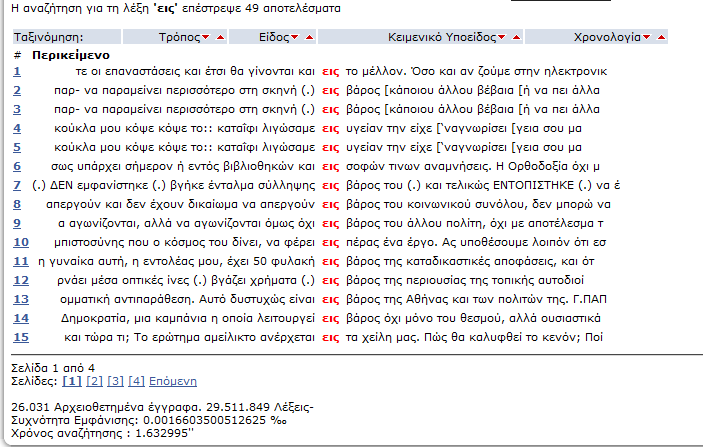 Η αναζήτηση για τη λέξη 'εις' επέστρεψε 49 αποτελέσματα
Ταξινόμηση: Τρόπος Είδος Κειμενικό Υποείδος Χρονολογία
# Περικείμενο
1 τε οι επαναστάσεις και έτσι θα γίνονται και εις το μέλλον. Όσο και αν ζούμε στην ηλεκτρονικ
2 παρ- να παραμείνει περισσότερο στη σκηνή (.) εις βάρος [κάποιου άλλου βέβαια [ή να πει άλλα
3 παρ- να παραμείνει περισσότερο στη σκηνή (.) εις βάρος [κάποιου άλλου βέβαια [ή να πει άλλα
4 κούκλα μου κόψε κόψε το:: καταΐφι λιγώσαμε εις υγείαν την είχε [‛ναγνωρίσει [γεια σου μα
5 κούκλα μου κόψε κόψε το:: καταΐφι λιγώσαμε εις υγείαν την είχε [‛ναγνωρίσει [γεια σου μα
6 σως υπάρχει σήμερον ή εντός βιβλιοθηκών και εις σοφών τινων αναμνήσεις. Η Ορθοδοξία όχι μ
7 (.) ΔΕΝ εμφανίστηκε (.) βγήκε ένταλμα σύλληψης εις βάρος του (.) και τελικώς ΕΝΤΟΠΙΣΤΗΚΕ (.) να έ
8 απεργούν και δεν έχουν δικαίωμα να απεργούν εις βάρος του κοινωνικού συνόλου, δεν μπορώ να
9 α αγωνίζονται, αλλά να αγωνίζονται όμως όχι εις βάρος του άλλου πολίτη, όχι με αποτέλεσμα τ
10 μπιστοσύνης που ο κόσμος του δίνει, να φέρει εις πέρας ένα έργο. Ας υποθέσουμε λοιπόν ότι εσ
11 η γυναίκα αυτή, η εντολέας μου, έχει 50 φυλακή εις βάρος της καταδικαστικές αποφάσεις, και ότ
12 ρνάει μέσα οπτικές ίνες (.) βγάζει χρήματα (.) εις βάρος της περιουσίας της τοπικής αυτοδιοί
13 ομματική αντιπαράθεση. Αυτό δυστυχώς είναι εις βάρος της Αθήνας και των πολιτών της. Γ.ΠΑΠ
14 Δημοκρατία, μια καμπάνια η οποία λειτουργεί εις βάρος όχι μόνο του θεσμού, αλλά ουσιαστικά
15 και τώρα τι; Το ερώτημα αμείλικτο ανέρχεται εις τα χείλη μας. Πώς θα καλυφθεί το κενόν; Ποί
Σελίδα 1 από 4
Σελίδες: [1] [2] [3] [4] Επόμενη
26.031 Αρχειοθετημένα έγγραφα. 29.511.849 Λέξεις-
Συχνότητα Εμφάνισης: 0.0016603500512625 ‰
Χρόνος αναζήτησης : 1.632995''